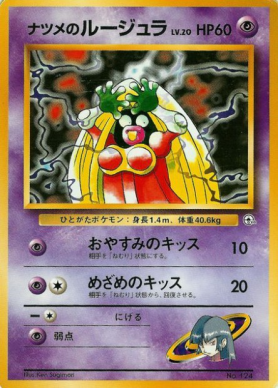 ナツメのルージュラ LV.20 HP60
ひとがたポケモン：身長1.4m、体重40.6kg
おやすみのキッス 10
相手を「ねむり」状態にする。
めざめのキッス 20
相手が「ねむり」状態から、回復させる。
にげる
弱点
Illus. Ken Sugimori
No.124